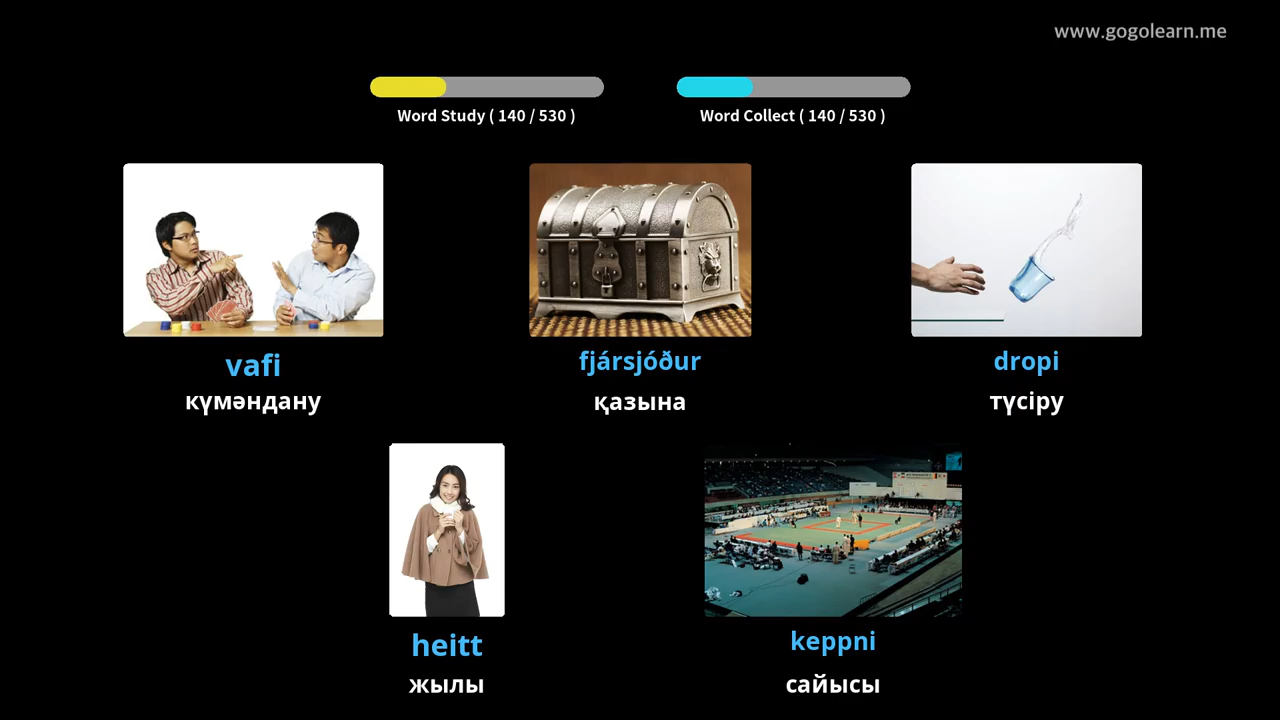 www.gogolearn.me
Word Study ( 140 / 530 )
Word Collect ( 140 / 530 )
vafi
күмәндану
fjársjóður
қазына
dropi
түсіру
heitt
жылы
keppni
сайысы